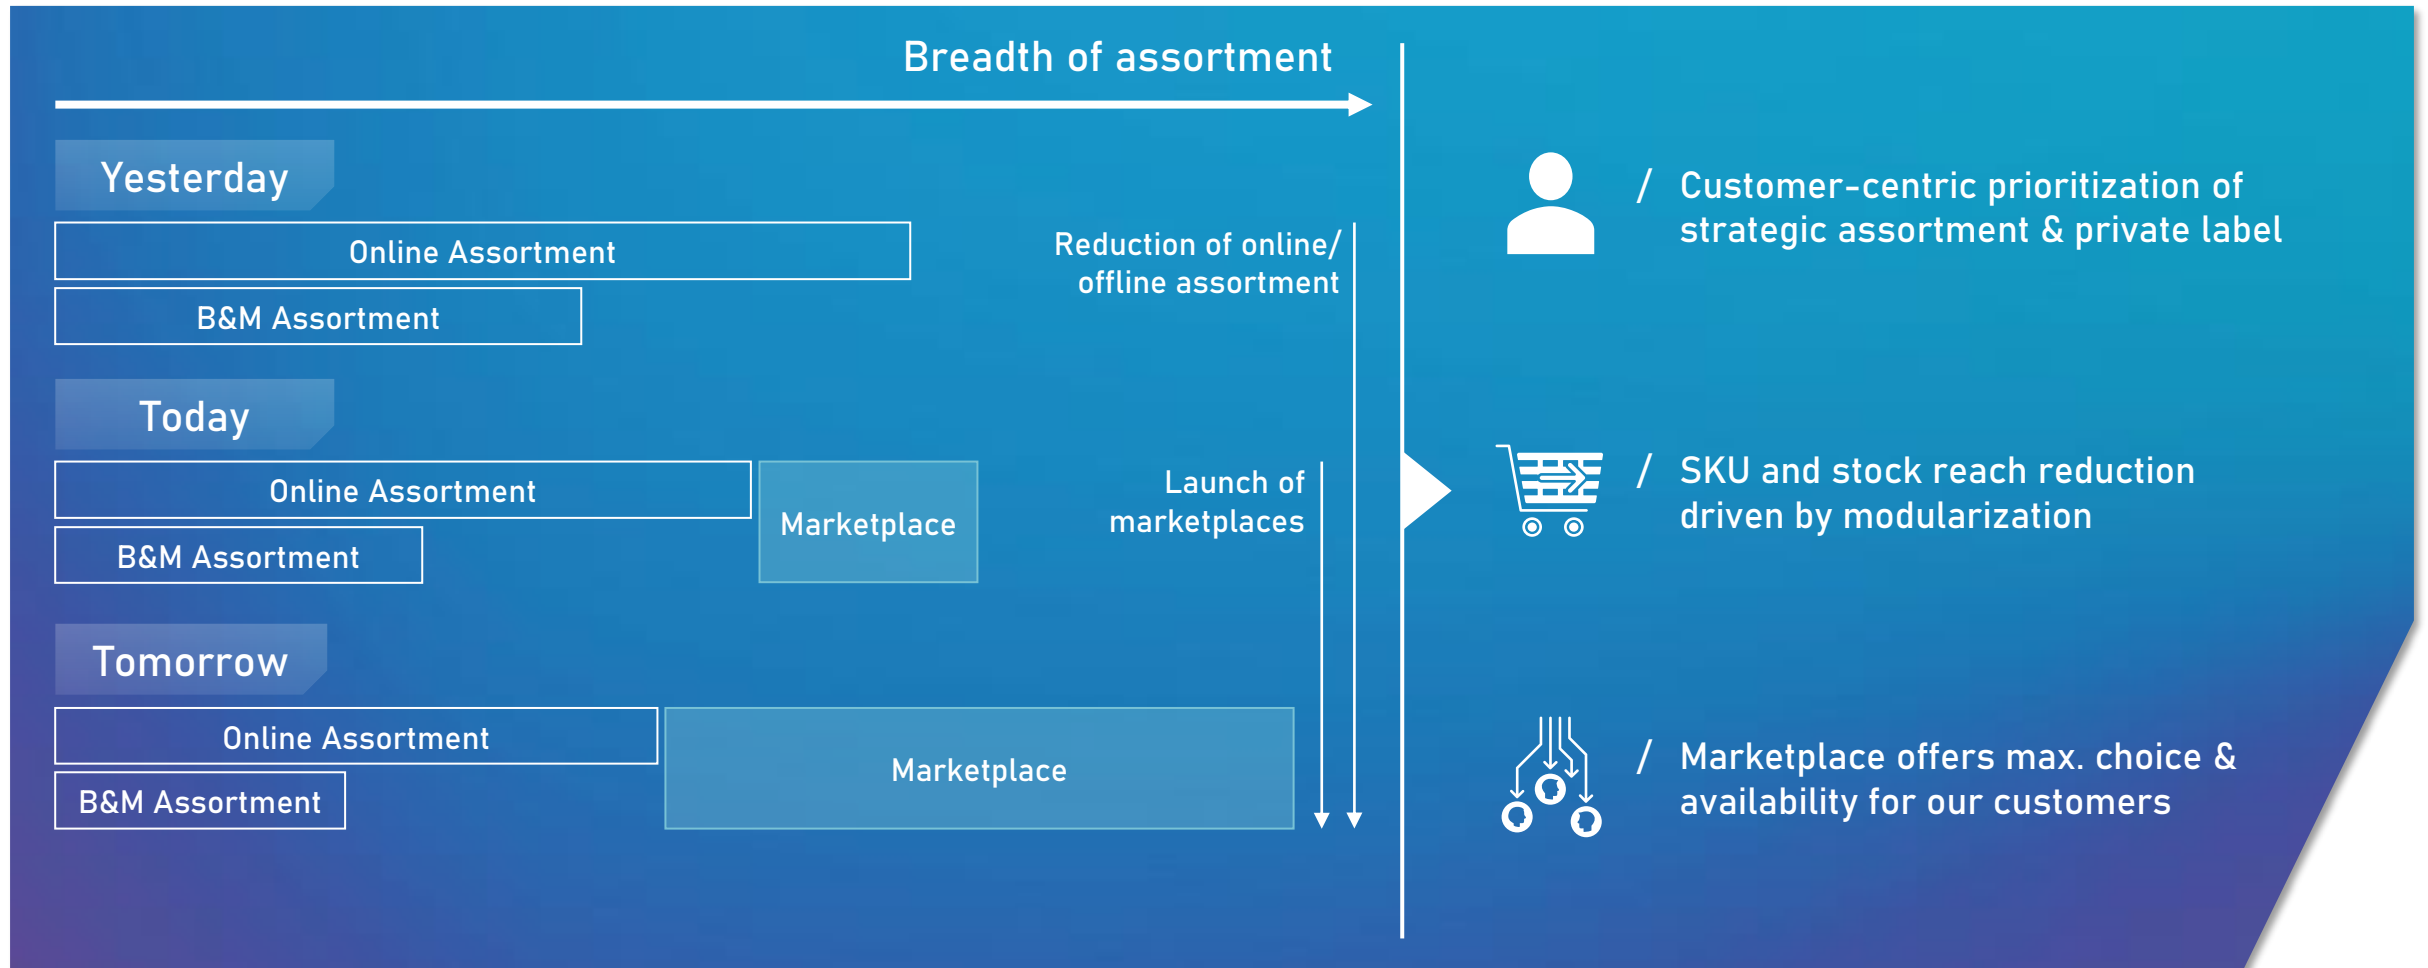 Breadth of assortment
Yesterday
Online Assortment
B&M Assortment
Reduction of online/
offline assortment
Today
Online Assortment
B&M Assortment
Marketplace
Launch of
marketplaces
Tomorrow
Online Assortment
B&M Assortment
Marketplace
/ Customer-centric prioritization of
strategic assortment & private label
/ SKU and stock reach reduction
driven by modularization
/ Marketplace offers max. choice &
availability for our customers